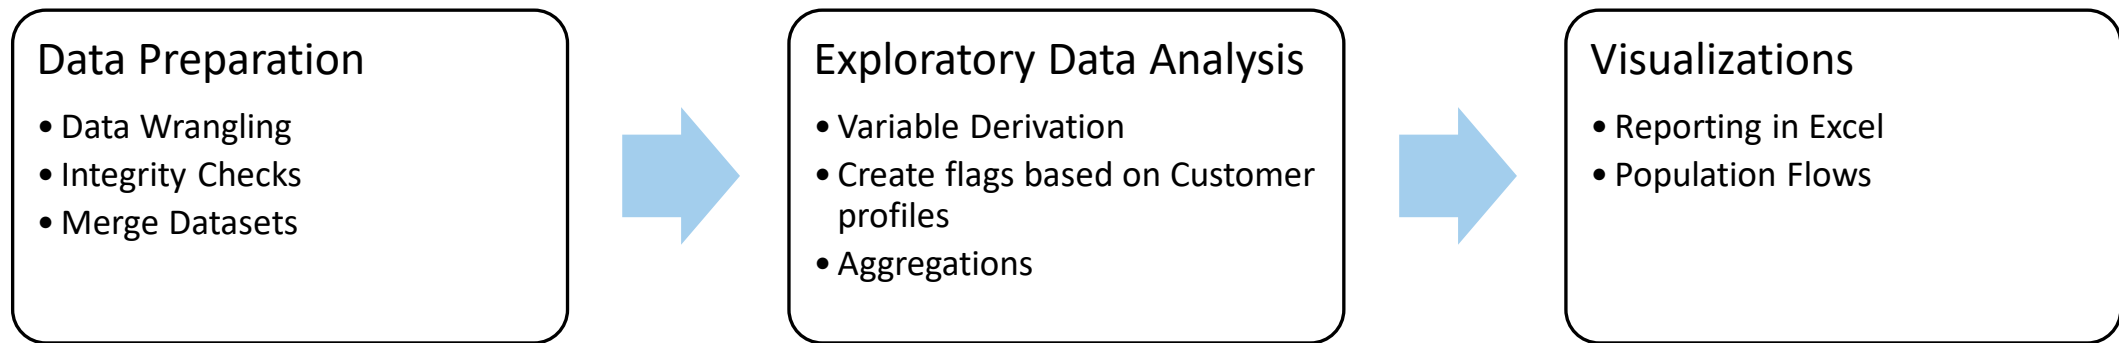 Data Preparation
• Data Wrangling
• Integrity Checks
• Merge Datasets
Exploratory Data Analysis
• Variable Derivation
• Create flags based on Customer
profiles
• Aggregations
Visualizations
• Reporting in Excel
• Population Flows